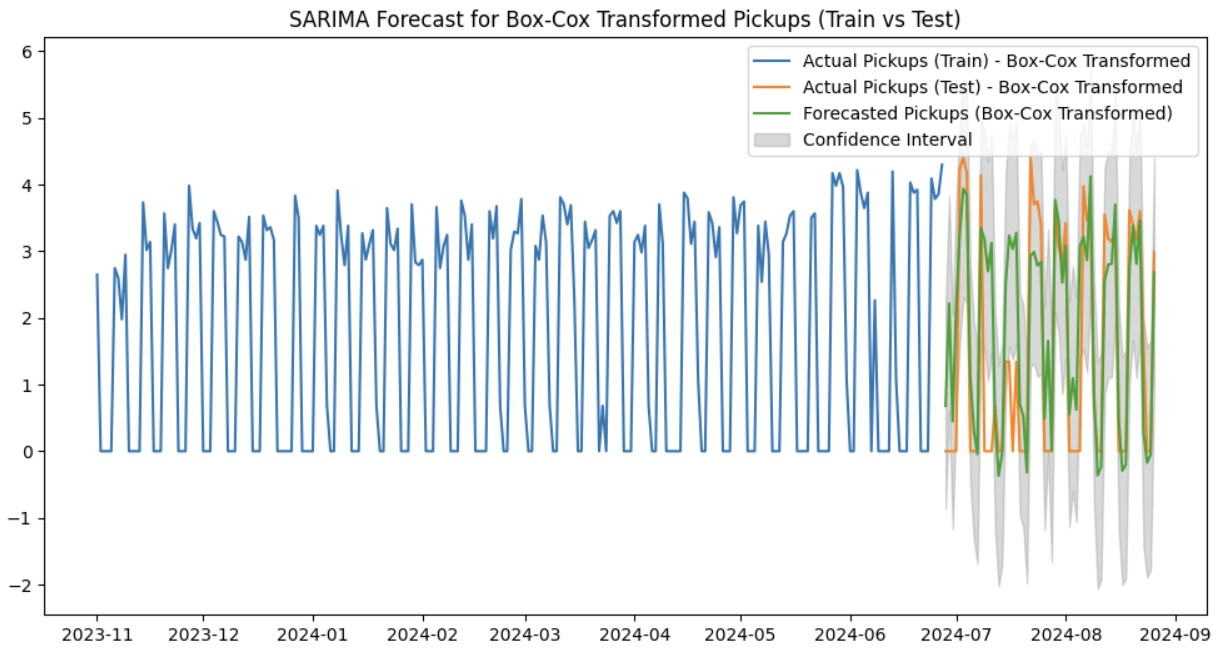 SARIMA Forecast for Box-Cox Transformed Pickups (Train vs Test)
Actual Pickups (Train) - Box-Cox Transformed
Actual Pickups (Test) - Box-Cox Transformed
Forecasted Pickups (Box-Cox Transformed)
Confidence Interval
6
5
4
3
2
1
0
−1
−2
2023-11 2023-12 2024-01 2024-02 2024-03 2024-04 2024-05 2024-06 2024-07 2024-08 2024-09